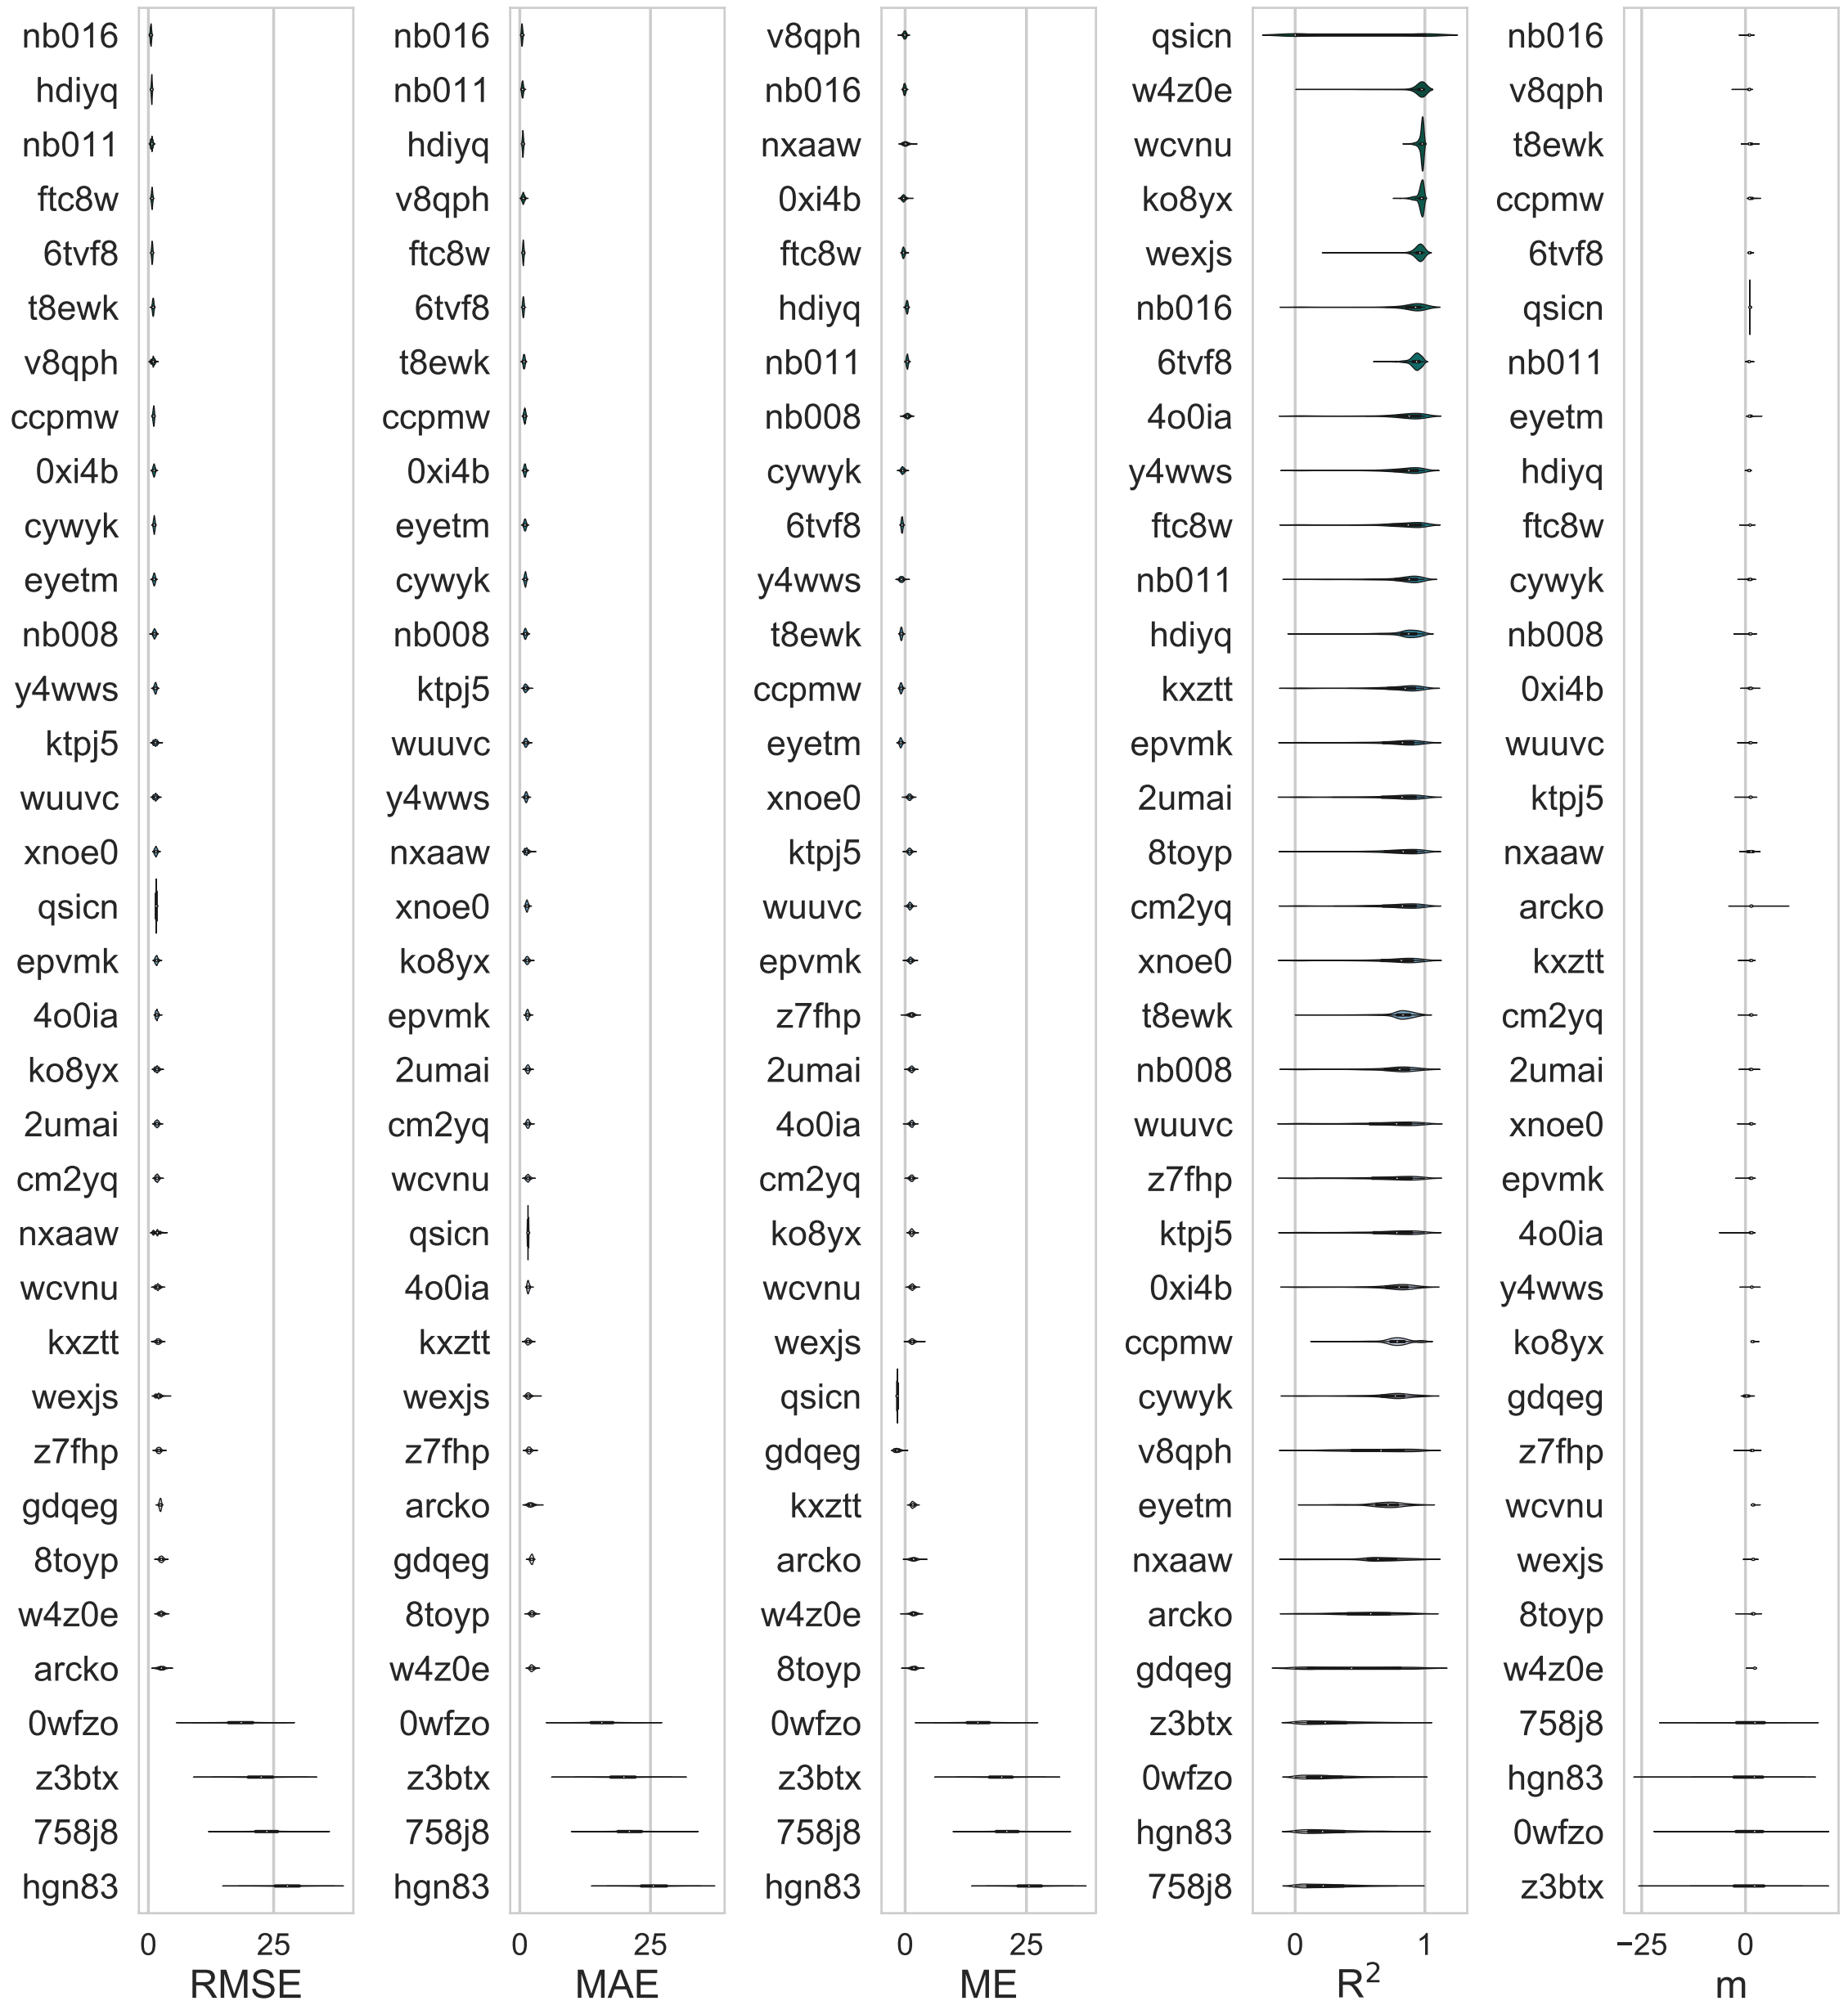 nb016 nb016 v8qph qsicn nb016
hdiyq nb011 nb016 w4z0e v8qph
nb011 hdiyq nxaaw wcvnu t8ewk
ftc8w v8qph 0xi4b ko8yx ccpmw
6tvf8 ftc8w ftc8w wexjs 6tvf8
t8ewk 6tvf8 hdiyq nb016 qsicn
v8qph t8ewk nb011 6tvf8 nb011
ccpmw ccpmw nb008 4o0ia eyetm
0xi4b 0xi4b cywyk y4wws hdiyq
cywyk eyetm 6tvf8 ftc8w ftc8w
eyetm cywyk y4wws nb011 cywyk
nb008 nb008 t8ewk hdiyq nb008
y4wws ktpj5 ccpmw kxztt 0xi4b
ktpj5 wuuvc eyetm epvmk wuuvc
wuuvc y4wws xnoe0 2umai ktpj5
xnoe0 nxaaw ktpj5 8toyp nxaaw
qsicn xnoe0 wuuvc cm2yq arcko
epvmk ko8yx epvmk xnoe0 kxztt
4o0ia epvmk z7fhp t8ewk cm2yq
ko8yx 2umai 2umai nb008 2umai
2umai cm2yq 4o0ia wuuvc xnoe0
cm2yq wcvnu cm2yq z7fhp epvmk
nxaaw qsicn ko8yx ktpj5 4o0ia
wcvnu 4o0ia wcvnu 0xi4b y4wws
kxztt kxztt wexjs ccpmw ko8yx
wexjs wexjs qsicn cywyk gdqeg
z7fhp z7fhp gdqeg v8qph z7fhp
gdqeg arcko kxztt eyetm wcvnu
8toyp gdqeg arcko nxaaw wexjs
w4z0e 8toyp w4z0e arcko 8toyp
arcko w4z0e 8toyp gdqeg w4z0e
0wfzo 0wfzo 0wfzo z3btx 758j8
z3btx z3btx z3btx 0wfzo hgn83
758j8 758j8 758j8 hgn83 0wfzo
hgn83 hgn83 hgn83 758j8 z3btx
0 25 0 25 0 25 0 1 −25 0
RMSE MAE ME R² m